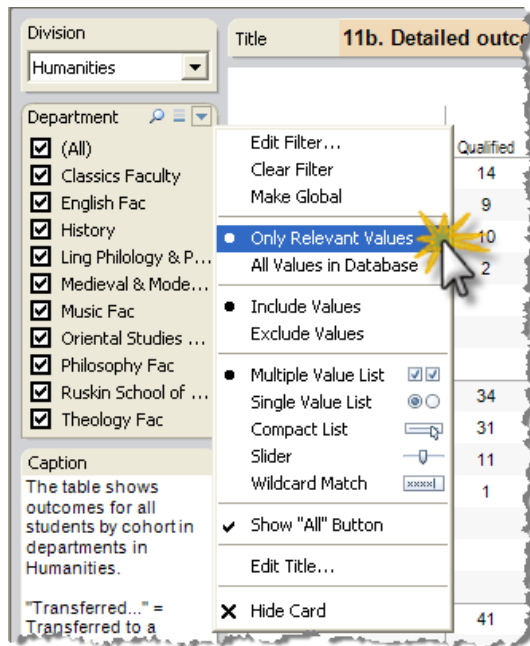 Division
Humanities
Title
11b. Detailed outco
Department
(All)
Classics Faculty
English Fac
History
Ling Philology & P...
Medieval & Mode...
Music Fac
Oriental Studies ...
Philosophy Fac
Ruskin School of ...
Theology Fac
Edit Filter...
Clear Filter
Make Global
Only Relevant Values
All Values in Database
Include Values
Exclude Values
Multiple Value List
Single Value List
Compact List
Slider
Wildcard Match
xxxx
Show "All" Button
Edit Title...
Hide Card
Qualified
14
9
10
2
34
31
11
1
41
Caption
The table shows
outcomes for all
students by cohort in
departments in
Humanities.
"Transferred..." =
Transferred to a